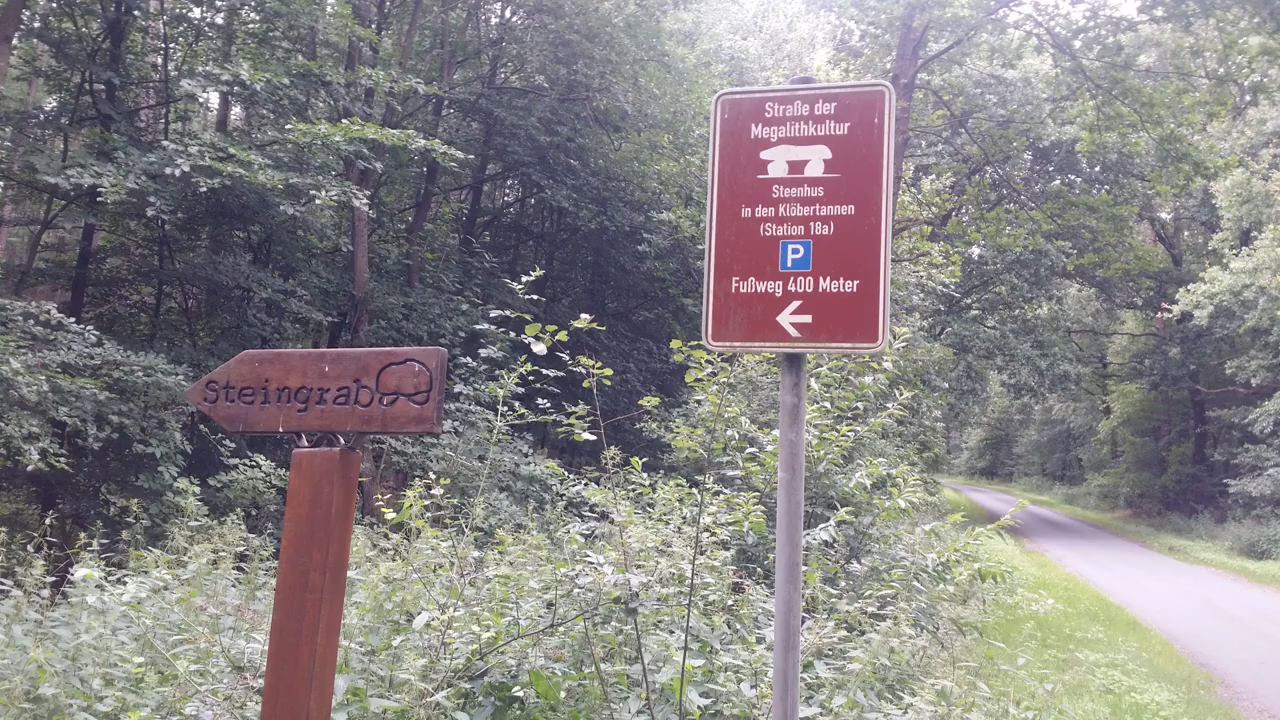 Straße der
Megalithkultur
Steenhus
in den Klöbertannen
(Station 18a)
P
Fußweg 400 Meter
Steingrab